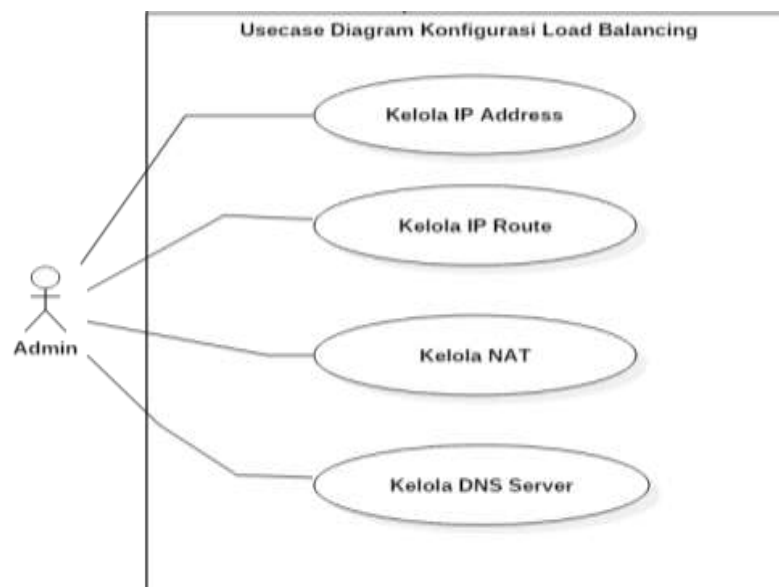 Usecase Diagram Konfigurasi Load Balancing
Kelola IP Address
Kelola IP Route
Admin
Kelola NAT
Kelola DNS Server